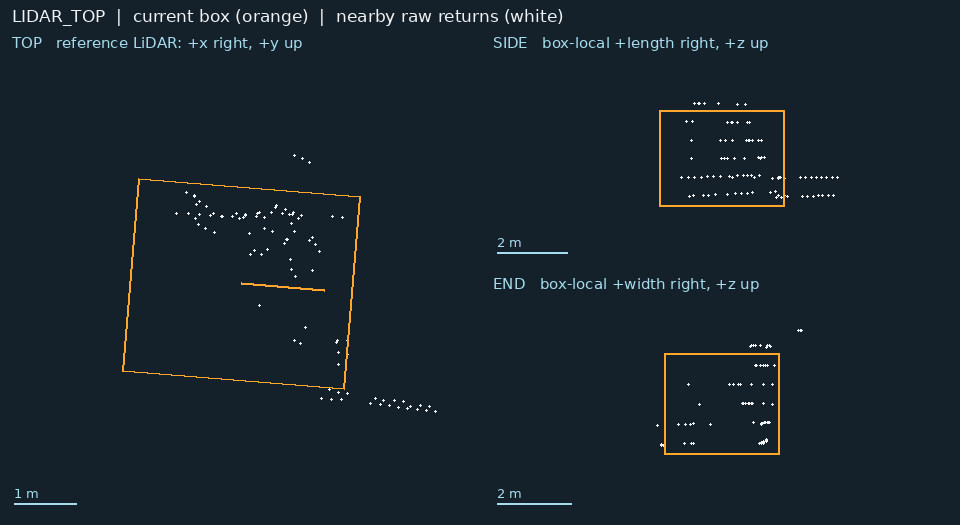 LIDAR_TOP | current box (orange) | nearby raw returns (white)
TOP reference LiDAR: +x right, +y up
SIDE box-local +length right, +z up
2 m
END box-local +width right, +z up
1 m
2 m